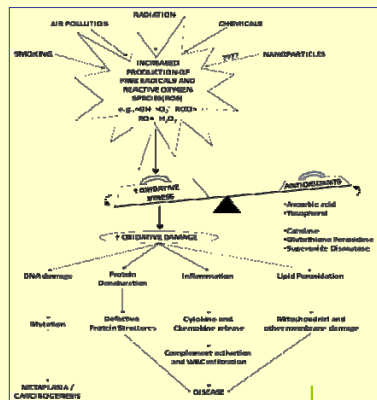 RADIATION
AIR POLLUTION
CHEMICALS
SMOKING
????
NANOPARTICLES
INCREASED
PRODUCTION OF
FREE RADICALS AND
REACTIVE OXYGEN
SPECIES (ROS)
↑ OXIDATIVE
STRESS
ANTIOXIDANTS
•Ascorbic acid
•Tocopherol
•Catalase
•Glutathione Peroxidase
•Superoxide Dismutase
↑ OXIDATIVE DAMAGE
DNA damage
Protein
Denaturation
Inflammation
Lipid Peroxidation
Mutation
Defective
Protein Structures
Cytokine and
Chemokine release
Mitochondrial and
other membrane damage
Complement activation
and WBC infiltration
METAPLASIA /
CARCINOGENESIS
DISEASE